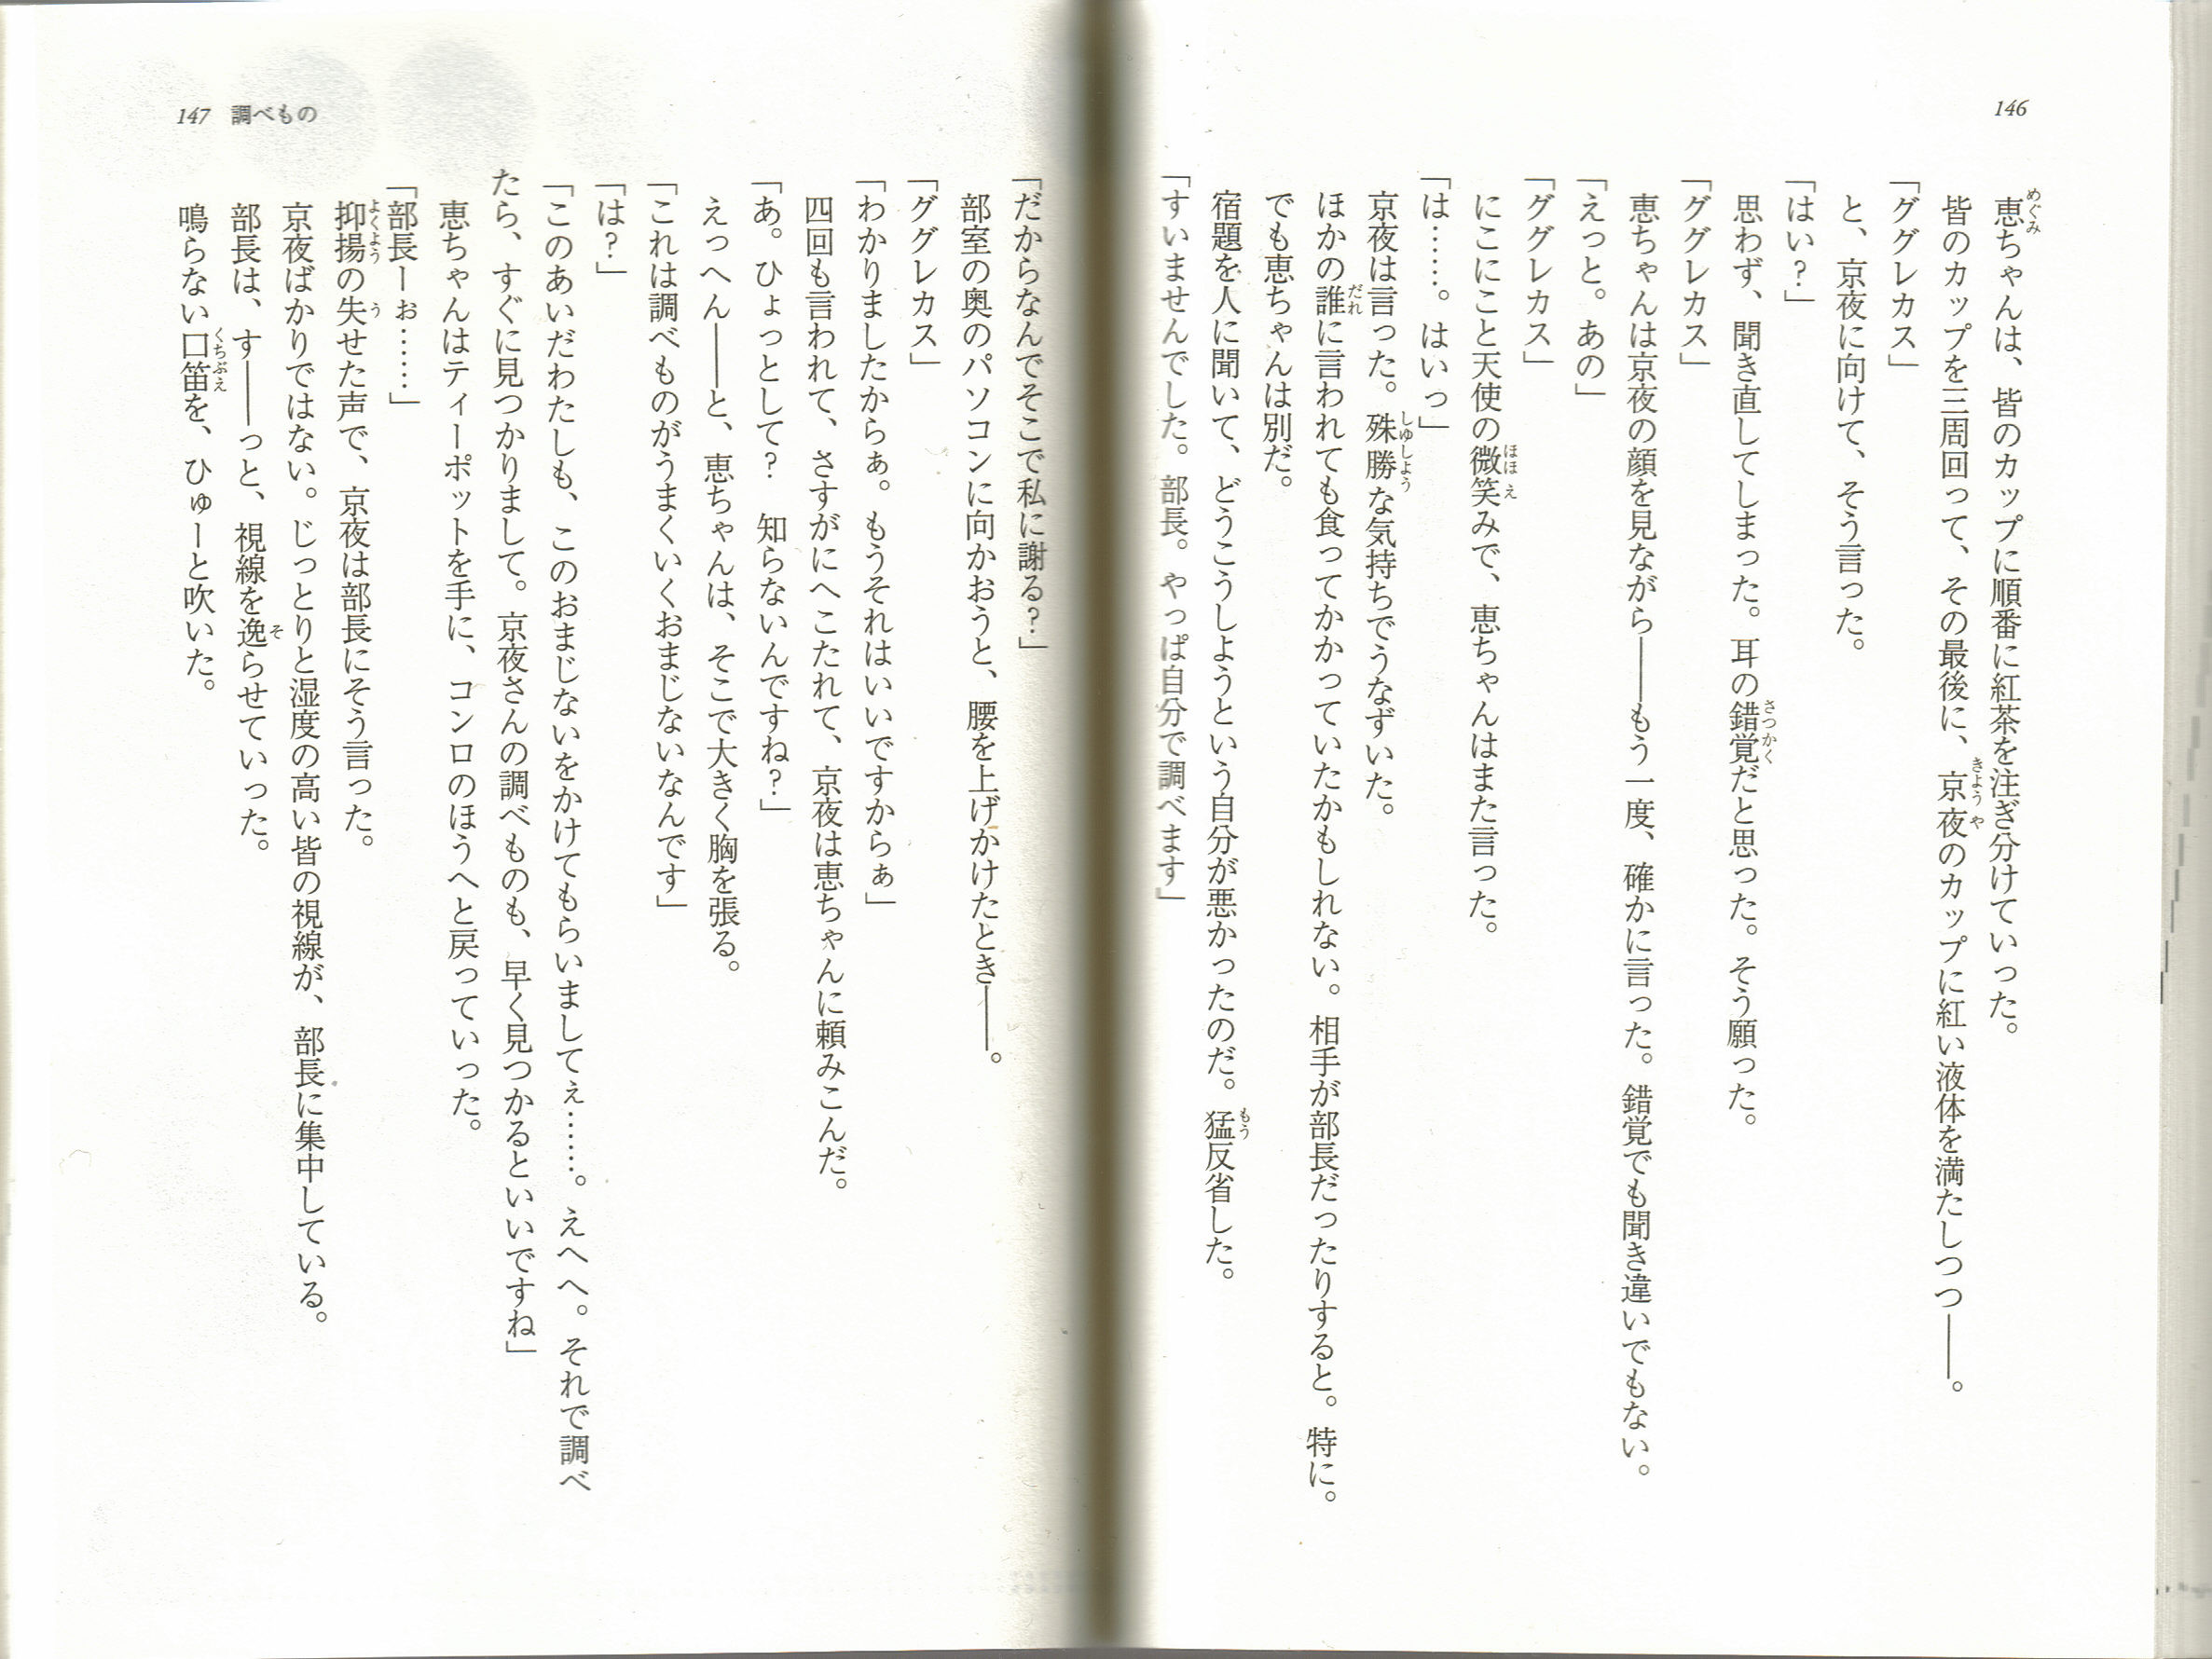 146
恵ちゃんは、皆のカップに順番に紅茶を注ぎ分けていった。
皆のカップを三周回って、その最後に、京夜のカップに紅い液体を満たしつつ――。
「ググレカス」
と、京夜に向けて、そう言った。
「はい？」
思わず、聞き直してしまった。耳の錯覚だと思った。そう願った。
「ググレカス」
恵ちゃんは京夜の顔を見ながら――もう一度、確かに言った。錯覚でも聞き違いでもない。
「えっと。あの」
「ググレカス」
にこにこと天使の微笑みで、恵ちゃんはまた言った。
「は……。はいっ」
京夜は言った。殊勝な気持ちでうなずいた。
ほかの誰に言われても食ってかかっていたかもしれない。相手が部長だったりすると。特に。
でも恵ちゃんは別だ。
宿題を人に聞いて、どうこうしようという自分が悪かったのだ。猛反省した。
「すいませんでした。部長。やっぱ自分で調べます」
147 調べもの
「だからなんでそこで私に謝る？」
部室の奥のパソコンに向かおうと、腰を上げかけたとき――。
「ググレカス」
「わかりましたからぁ。もうそれはいいですからぁ」
四回も言われて、さすがにへこたれて、京夜は恵ちゃんに頼みこんだ。
「あ。ひょっとして？　知らないんですね？」
えっへん――と、恵ちゃんは、そこで大きく胸を張る。
「これは調べものがうまくいくおまじないなんです」
「は？」
「このあいだわたしも、このおまじないをかけてもらいましてぇ……。えへへ。それで調べ
たら、すぐに見つかりまして。京夜さんの調べものも、早く見つかるといいですね」
恵ちゃんはティーポットを手に、コンロのほうへと戻っていった。
「部長ーぉ……」
抑揚の失せた声で、京夜は部長にそう言った。
京夜ばかりではない。じっとりと湿度の高い皆の視線が、部長に集中している。
部長は、す――っと、視線を逸らせていった。
鳴らない口笛を、ひゅーと吹いた。